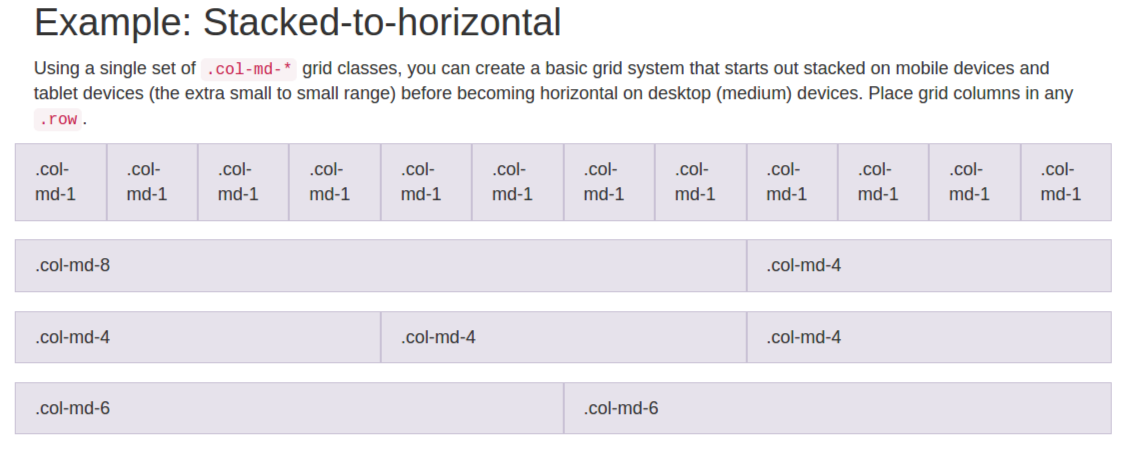 Example: Stacked-to-horizontal
Using a single set of .col-md-* grid classes, you can create a basic grid system that starts out stacked on mobile devices and
tablet devices (the extra small to small range) before becoming horizontal on desktop (medium) devices. Place grid columns in any
.row.
.col- .col- .col- .col- .col- .col- .col- .col- .col- .col- .col- .col-
md-1 md-1 md-1 md-1 md-1 md-1 md-1 md-1 md-1 md-1 md-1 md-1
.col-md-8 .col-md-4
.col-md-4 .col-md-4 .col-md-4
.col-md-6 .col-md-6